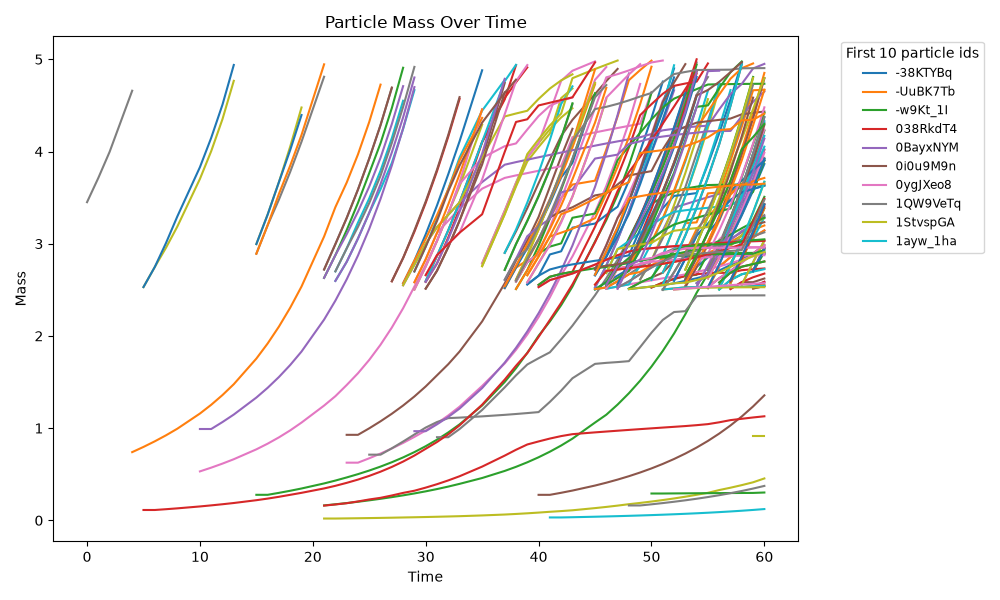 Particle Mass Over Time
First 10 particle ids
-38KTYBq
-UuBK7Tb
-w9Kt_1I
038RkdT4
0BayxNYM
0i0u9M9n
0ygJXeo8
1QW9VeTq
1StvspGA
1ayw_1ha
Mass
5
4
3
2
1
0
0 10 20 30 40 50 60
Time